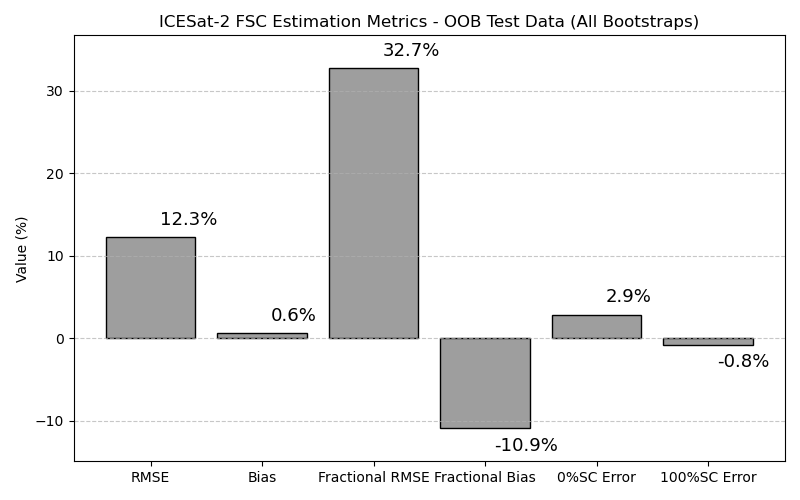 ICESat-2 FSC Estimation Metrics - OOB Test Data (All Bootstraps)
Value (%)
30
20
10
0
−10
12.3%
0.6%
32.7%
-10.9%
2.9%
-0.8%
RMSE
Bias
Fractional RMSE
Fractional Bias
0%SC Error
100%SC Error